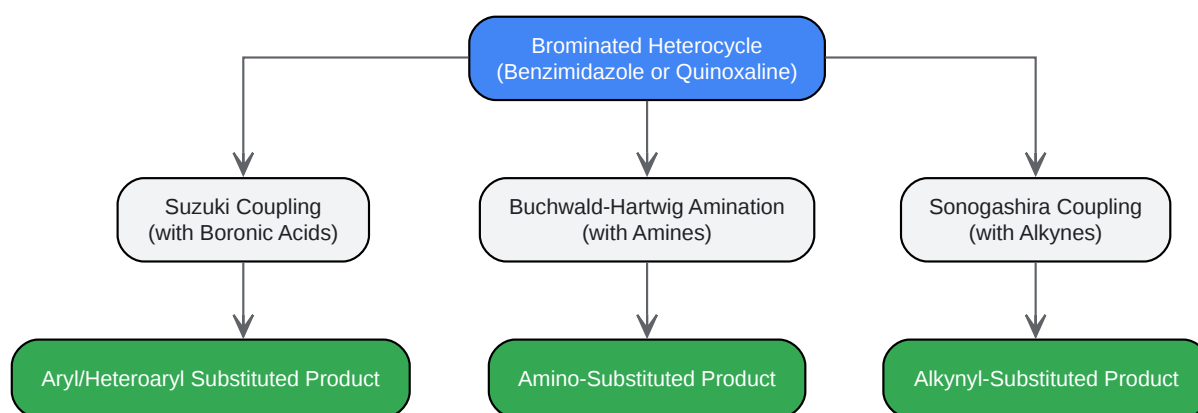 Brominated Heterocycle
(Benzimidazole or Quinoxaline)
Suzuki Coupling
(with Boronic Acids)
Buchwald-Hartwig Amination
(with Amines)
Sonogashira Coupling
(with Alkynes)
Aryl/Heteroaryl Substituted Product
Amino-Substituted Product
Alkynyl-Substituted Product